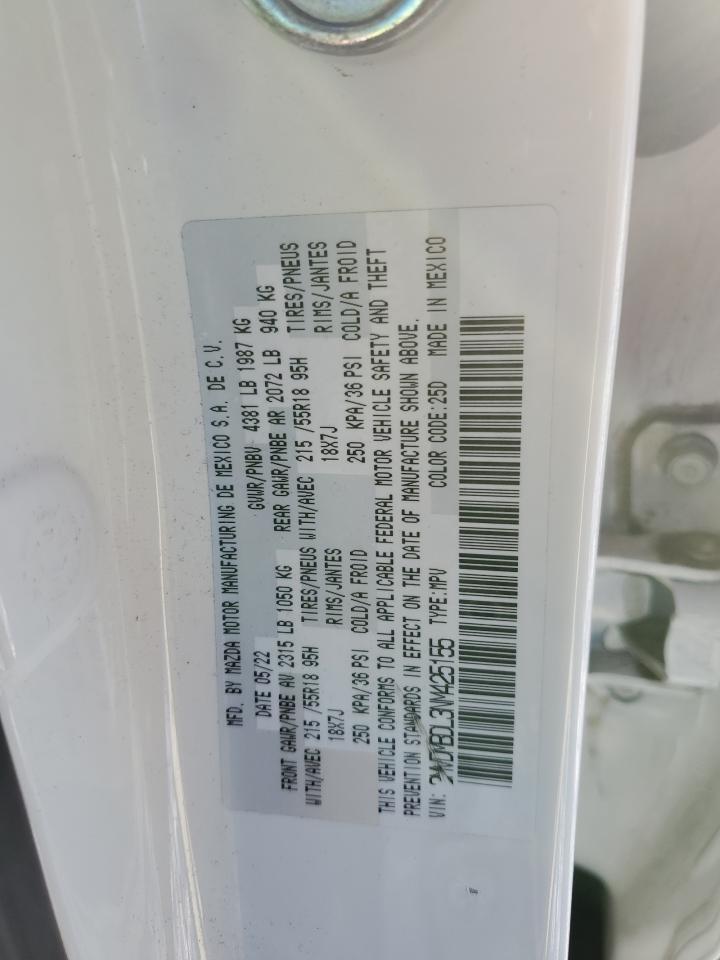 MFD. BY MAZDA MOTOR MANUFACTURING DE MEXICO S.A. DE C.V.
DATE 05/22 GVWR/PNBV 4381 LB 1987 KG
FRONT GAWR/PNBE AV 2315 LB 1050 KG REAR GAWR/PNBE AR 2072 LB 940 KG
WITH/AVEC 215 /55R18 95H TIRES/PNEUS WITH/AVEC 215 /55R18 95H TIRES/PNEUS
18X7J RIMS/JANTES 18X7J RIMS/JANTES
250 KPA/36 PSI COLD/A FROID 250 KPA/36 PSI COLD/A FROID
THIS VEHICLE CONFORMS TO ALL APPLICABLE FEDERAL MOTOR VEHICLE SAFETY AND THEFT
PREVENTION STANDARDS IN EFFECT ON THE DATE OF MANUFACTURE SHOWN ABOVE.
VIN: 3MVDMBDL3NM425155 TYPE:MPV COLOR CODE:25D MADE IN MEXICO